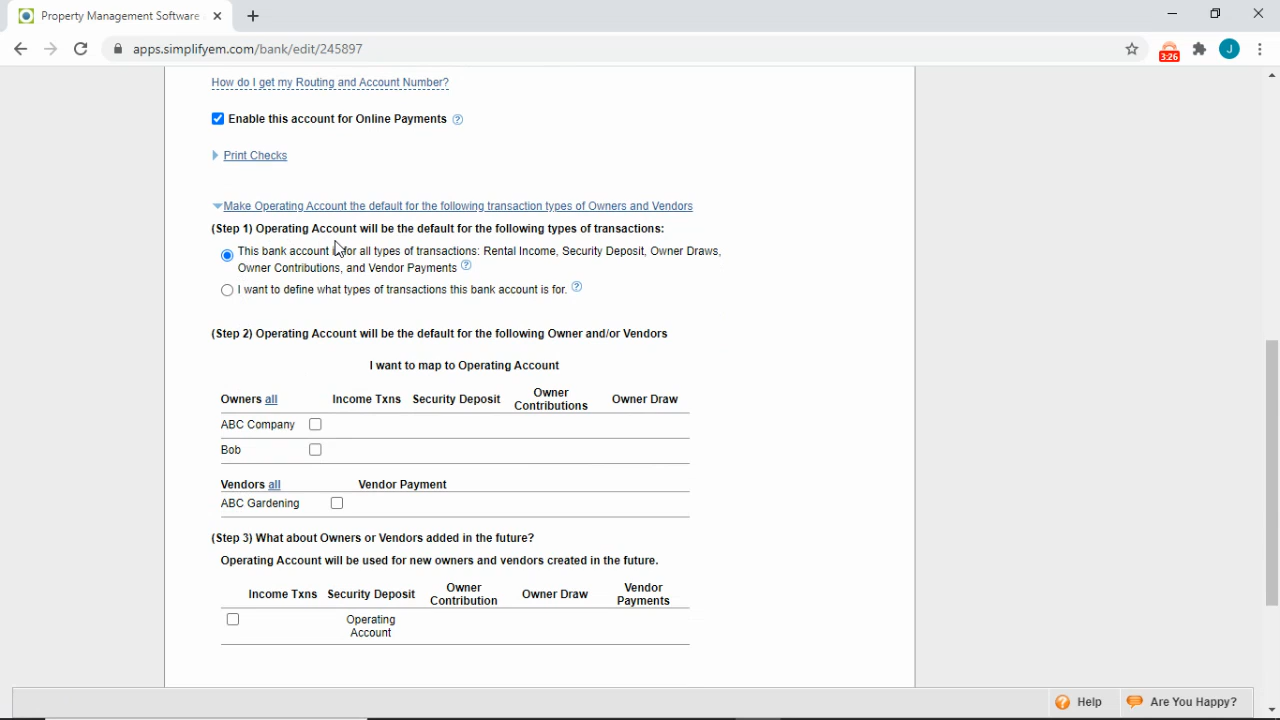 Property Management Software
apps.simplifyem.com/bank/edit/245897
J
3:26
How do I get my Routing and Account Number?
Enable this account for Online Payments ?
Print Checks
Make Operating Account the default for the following transaction types of Owners and Vendors
(Step 1) Operating Account will be the default for the following types of transactions:
This bank account is for all types of transactions: Rental Income, Security Deposit, Owner Draws,
Owner Contributions, and Vendor Payments ?
I want to define what types of transactions this bank account is for. ?
(Step 2) Operating Account will be the default for the following Owner and/or Vendors
I want to map to Operating Account
Owners all Income Txns Security Deposit Owner Contributions Owner Draw
ABC Company
Bob
Vendors all Vendor Payment
ABC Gardening
(Step 3) What about Owners or Vendors added in the future?
Operating Account will be used for new owners and vendors created in the future.
Income Txns Security Deposit Owner Contribution Owner Draw Vendor Payments
Operating
Account
? Help Are You Happy?